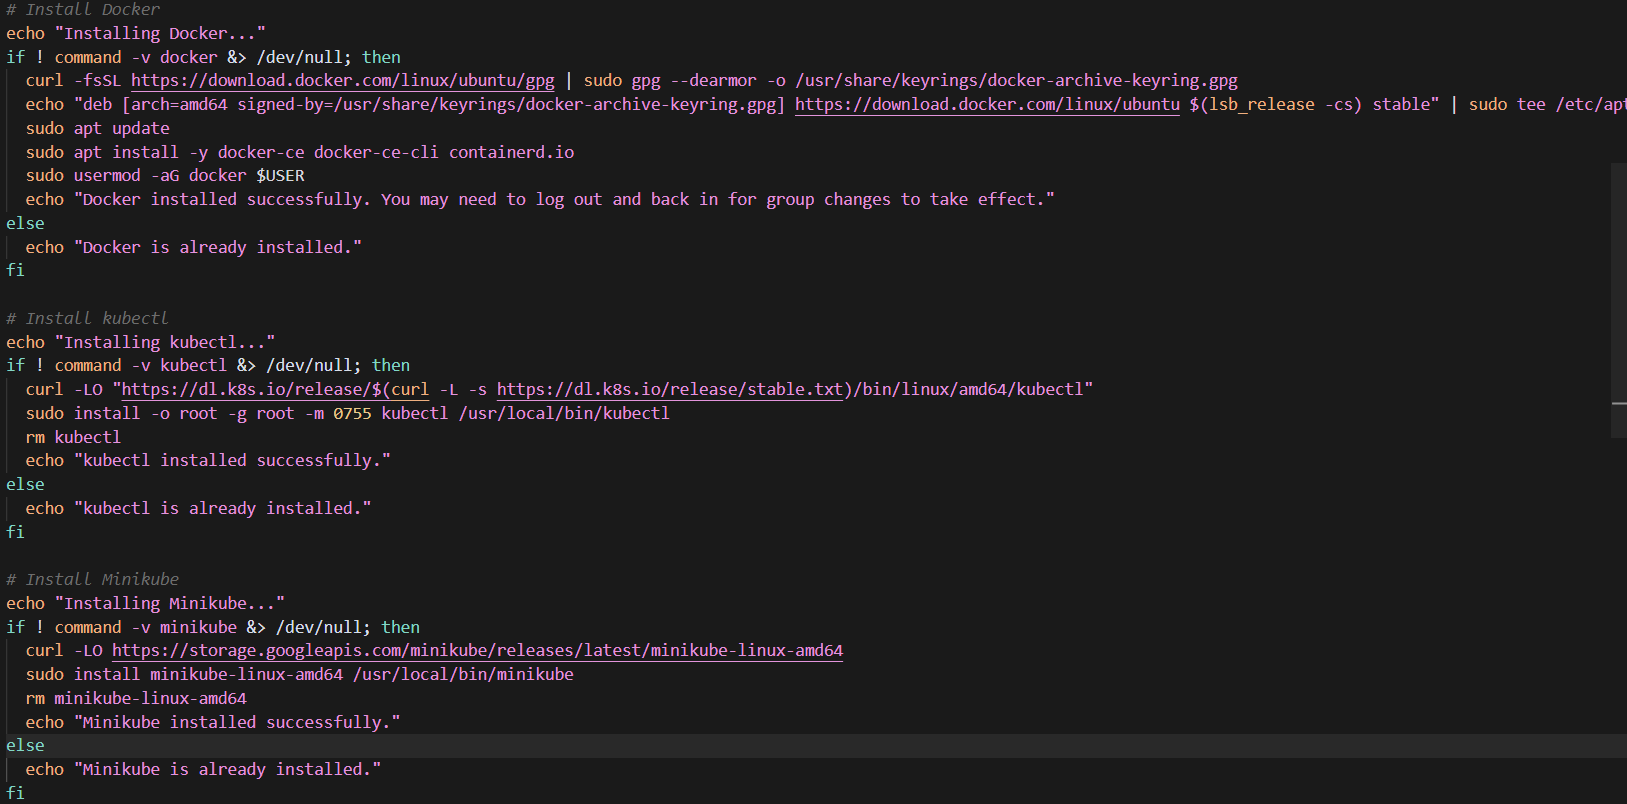 # Install Docker
echo "Installing Docker..."
if ! command -v docker &> /dev/null; then
  curl -fsSL https://download.docker.com/linux/ubuntu/gpg | sudo gpg --dearmor -o /usr/share/keyrings/docker-archive-keyring.gpg
  echo "deb [arch=amd64 signed-by=/usr/share/keyrings/docker-archive-keyring.gpg] https://download.docker.com/linux/ubuntu $(lsb_release -cs) stable" | sudo tee /etc/apt
  sudo apt update
  sudo apt install -y docker-ce docker-ce-cli containerd.io
  sudo usermod -aG docker $USER
  echo "Docker installed successfully. You may need to log out and back in for group changes to take effect."
else
  echo "Docker is already installed."
fi
# Install kubectl
echo "Installing kubectl..."
if ! command -v kubectl &> /dev/null; then
  curl -LO "https://dl.k8s.io/release/$(curl -L -s https://dl.k8s.io/release/stable.txt)/bin/linux/amd64/kubectl"
  sudo install -o root -g root -m 0755 kubectl /usr/local/bin/kubectl
  rm kubectl
  echo "kubectl installed successfully."
else
  echo "kubectl is already installed."
fi
# Install Minikube
echo "Installing Minikube..."
if ! command -v minikube &> /dev/null; then
  curl -LO https://storage.googleapis.com/minikube/releases/latest/minikube-linux-amd64
  sudo install minikube-linux-amd64 /usr/local/bin/minikube
  rm minikube-linux-amd64
  echo "Minikube installed successfully."
else
  echo "Minikube is already installed."
fi